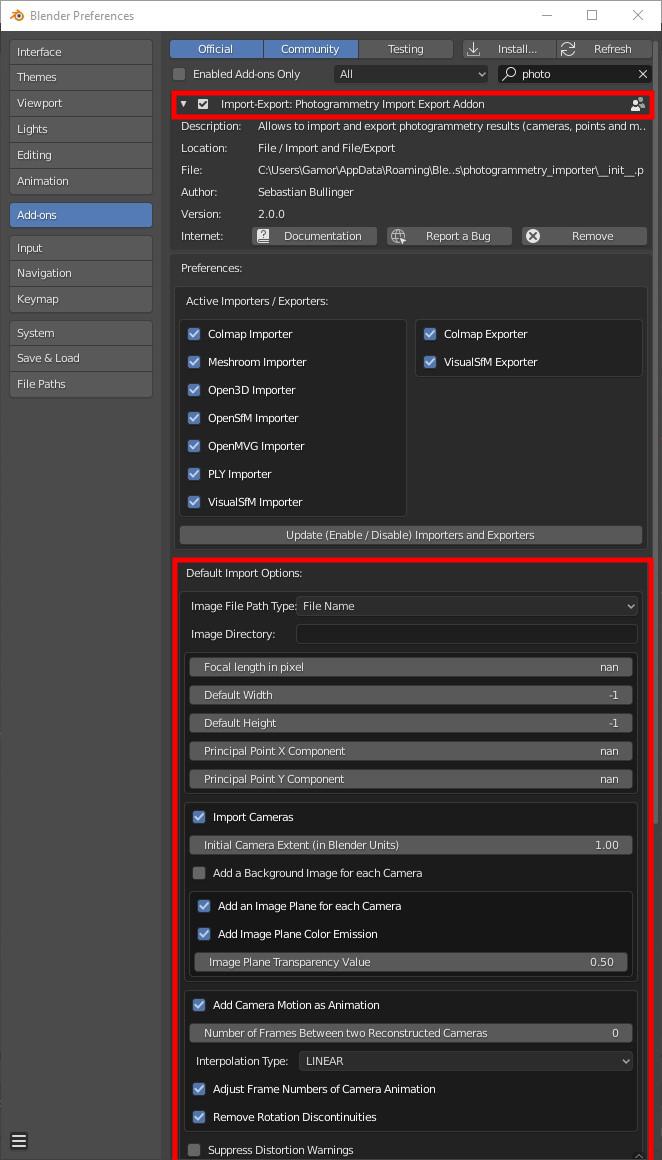 Blender Preferences
Interface
Themes
Viewport
Lights
Editing
Animation
Add-ons
Input
Navigation
Keymap
System
Save & Load
File Paths
Official Community Testing Install... Refresh
Enabled Add-ons Only All photo
Import-Export: Photogrammetry Import Export Addon
Description: Allows to import and export photogrammetry results (cameras, points and m..
Location: File / Import and File/Export
File: C:\Users\Gamor\AppData\Roaming\Ble..s\photogrammetry_importer\__init__.p
Author: Sebastian Bullinger
Version: 2.0.0
Internet: Documentation Report a Bug Remove
Preferences:
Active Importers / Exporters:
Colmap Importer
Meshroom Importer
Open3D Importer
OpenSfM Importer
OpenMVG Importer
PLY Importer
VisualSfM Importer
Colmap Exporter
VisualSfM Exporter
Update (Enable / Disable) Importers and Exporters
Default Import Options:
Image File Path Type: File Name
Image Directory:
Focal length in pixel nan
Default Width -1
Default Height -1
Principal Point X Component nan
Principal Point Y Component nan
Import Cameras
Initial Camera Extent (in Blender Units) 1.00
Add a Background Image for each Camera
Add an Image Plane for each Camera
Add Image Plane Color Emission
Image Plane Transparency Value 0.50
Add Camera Motion as Animation
Number of Frames Between two Reconstructed Cameras 0
Interpolation Type: LINEAR
Adjust Frame Numbers of Camera Animation
Remove Rotation Discontinuities
Suppress Distortion Warnings